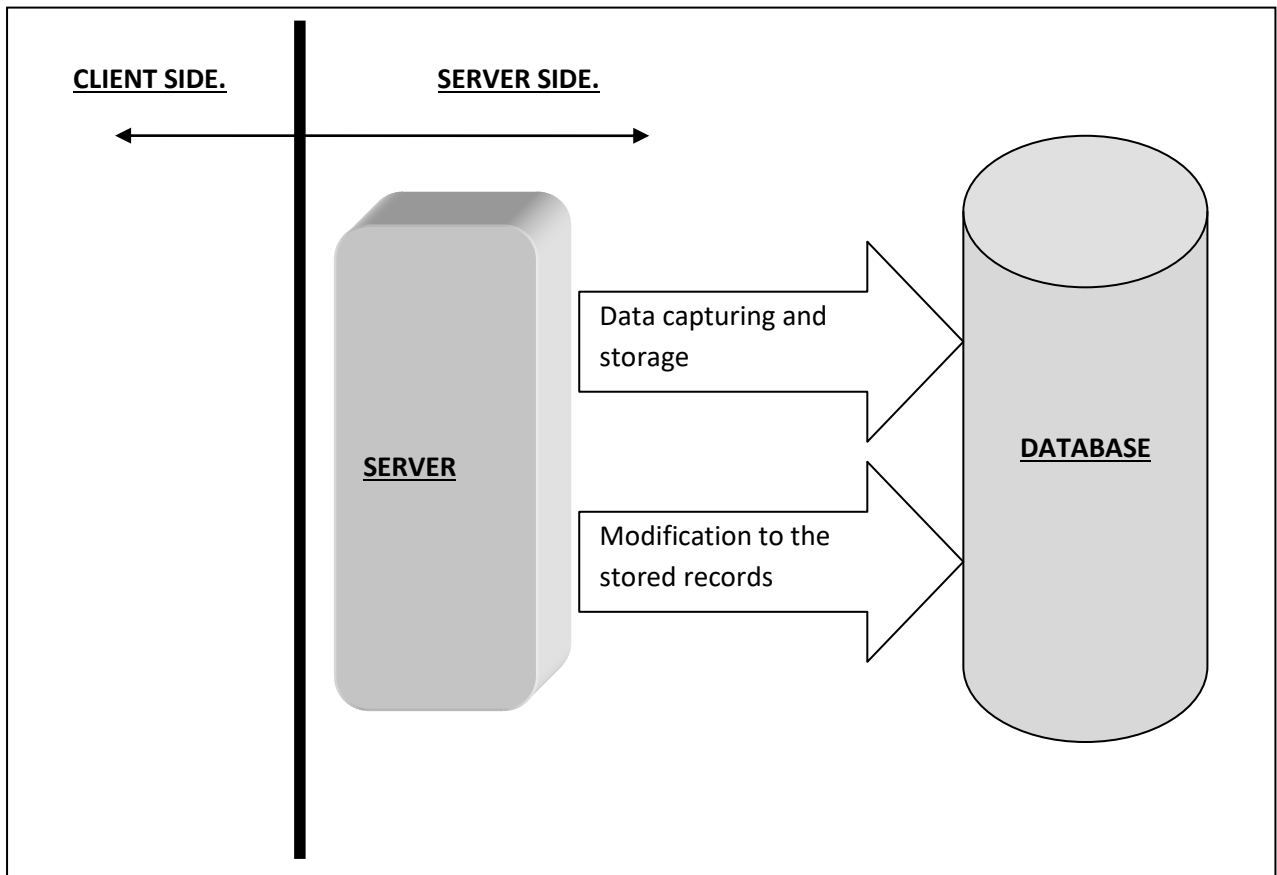 CLIENT SIDE.
SERVER SIDE.
Data capturing and
storage
DATABASE
SERVER
Modification to the
stored records